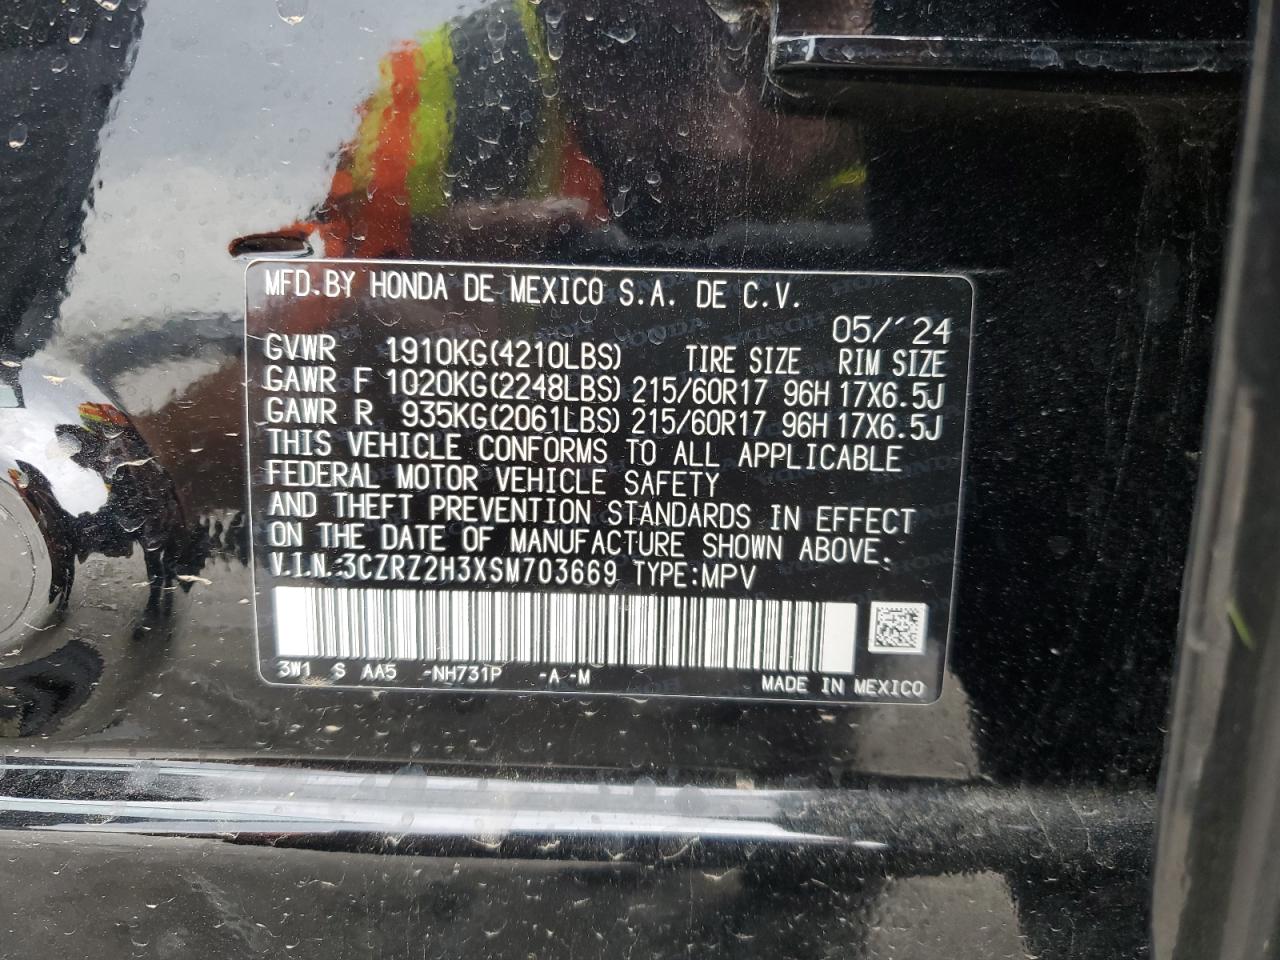 MFD.BY HONDA DE MEXICO S.A. DE C.V.
05/´24
GVWR 1910KG(4210LBS) TIRE SIZE RIM SIZE
GAWR F 1020KG(2248LBS) 215/60R17 96H 17X6.5J
GAWR R 935KG(2061LBS) 215/60R17 96H 17X6.5J
THIS VEHICLE CONFORMS TO ALL APPLICABLE
FEDERAL MOTOR VEHICLE SAFETY
AND THEFT PREVENTION STANDARDS IN EFFECT
ON THE DATE OF MANUFACTURE SHOWN ABOVE.
V.I.N.:3CZRZ2H3XSM703669 TYPE:MPV
3W1 S AA5 -NH731P -A -M
MADE IN MEXICO